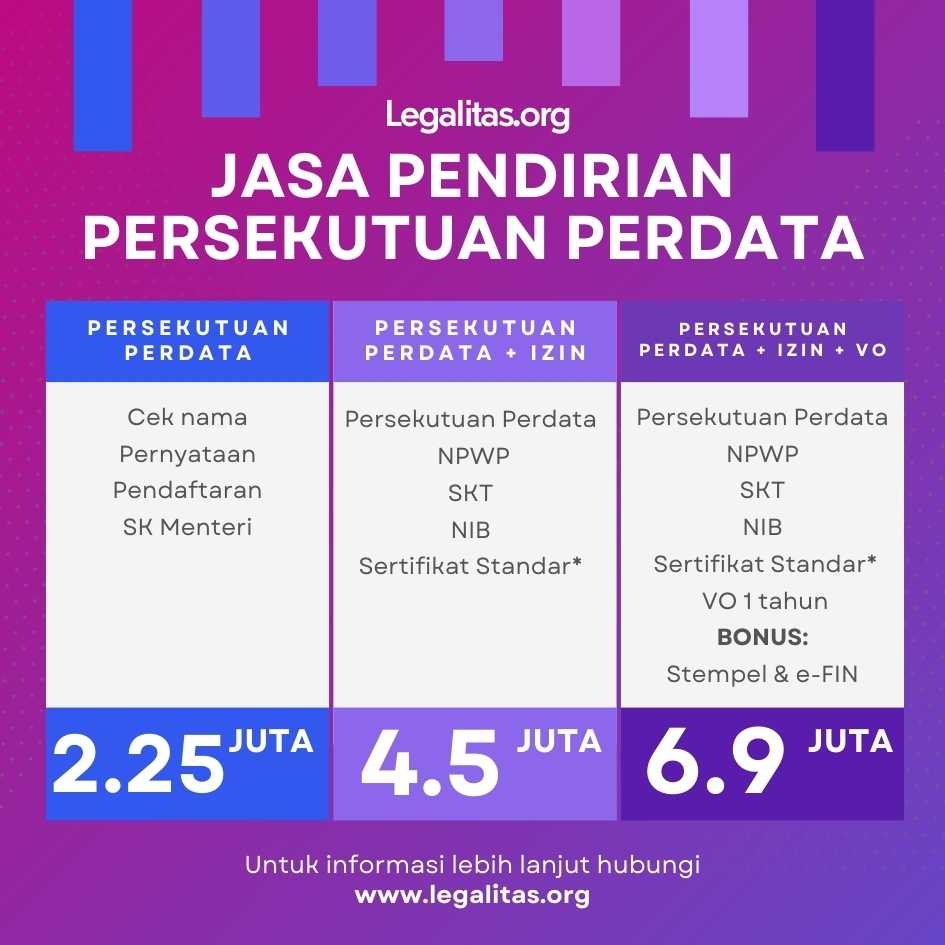 Legalitas.org
JASA PENDIRIAN
PERSEKUTUAN PERDATA
PERSEKUTUAN
PERDATA
Cek nama
Pernyataan
Pendaftaran
SK Menteri
2.25 JUTA
PERSEKUTUAN
PERDATA + IZIN
Persekutuan Perdata
NPWP
SKT
NIB
Sertifikat Standar*
4.5 JUTA
PERSEKUTUAN
PERDATA + IZIN + VO
Persekutuan Perdata
NPWP
SKT
NIB
Sertifikat Standar*
VO 1 tahun
BONUS:
Stempel & e-FIN
6.9 JUTA
Untuk informasi lebih lanjut hubungi
www.legalitas.org